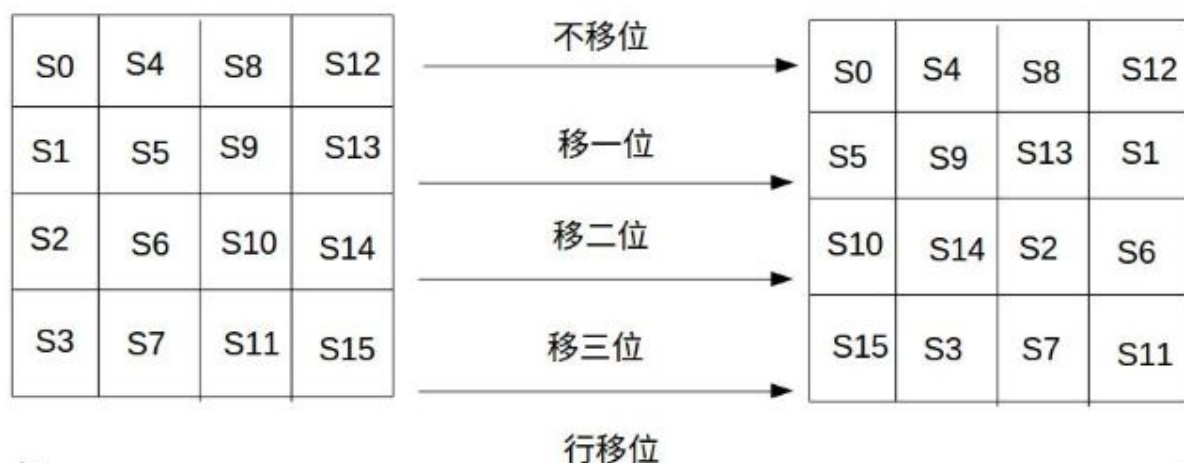 不移位
S0 S4 S8 S12
S0 S4 S8 S12
移一位
S1 S5 S9 S13
S5 S9 S13 S1
移二位
S2 S6 S10 S14
S10 S14 S2 S6
移三位
S3 S7 S11 S15
S15 S3 S7 S11
行移位